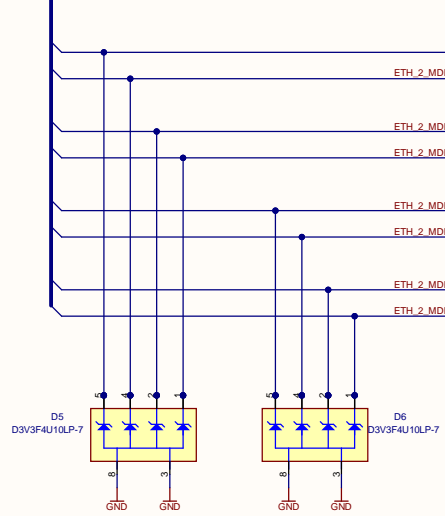 ETH_2_MDI
ETH_2_MDI
ETH_2_MDI
ETH_2_MDI
ETH_2_MDI
ETH_2_MDI
ETH_2_MDI
5 4 2 1 5 4 2 1
D5 D6
D3V3F4U10LP-7 D3V3F4U10LP-7
8 3 8 3
GND GND GND GND